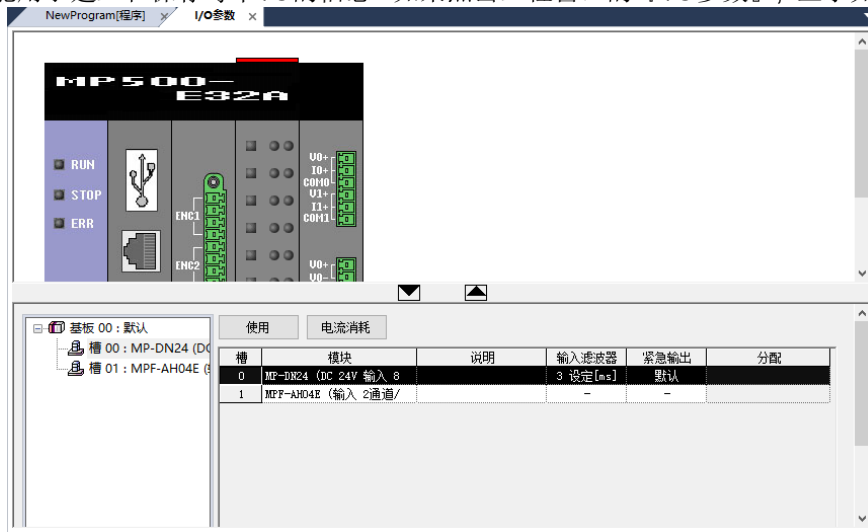 NewProgram[程序] ×
I/O参数 ×
MP500-
E32A
RUN
STOP
ERR
ENC1
ENC2
V0+
I0+
COM0
V1+
I1+
COM1
V0+
V0-
基板 00 : 默认
槽 00 : MP-DN24 (DC
槽 01 : MPF-AH04E (
使用 电流消耗
槽 模块 说明 输入滤波器 紧急输出 分配
0 MP-DN24 (DC 24V 输入 8 3 设定[ms] 默认
1 MPF-AH04E (输入 2通道/ - -